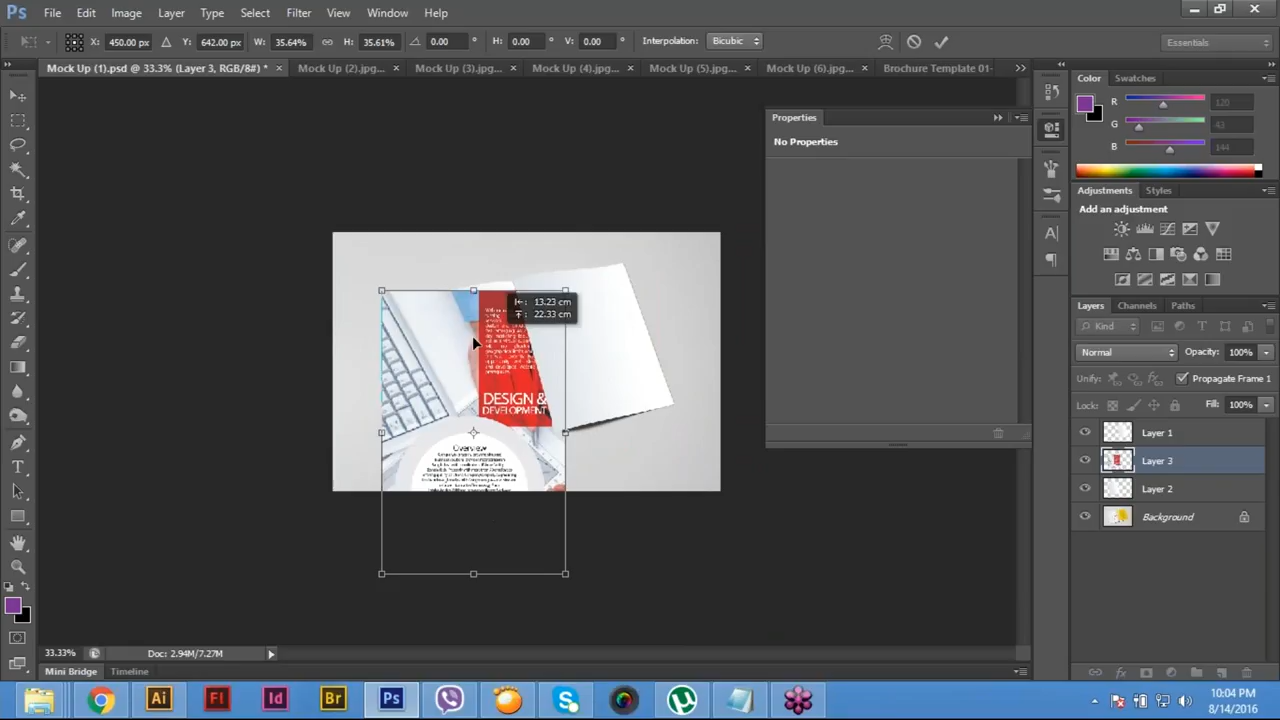 Ps File Edit Image Layer Type Select Filter View Window Help
X: 450.00 px Y: 642.00 px W: 35.64% H: 35.61% 0.00 ° H: 0.00 ° V: 0.00 ° Interpolation: Bicubic Essentials
Mock Up (1).psd @ 33.3% (Layer 3, RGB/8#) * × Mock Up (2).jpg... × Mock Up (3).jpg... × Mock Up (4).jpg... × Mock Up (5).jpg... × Mock Up (6).jpg... × Brochure Template 01-
Color Swatches
R 120
G 43
B 144
Properties
No Properties
Adjustments Styles
Add an adjustment
13.23 cm
22.33 cm
DESIGN &
DEVELOPMENT
Overview
Layers Channels Paths
Kind
Normal Opacity: 100%
Unify: Propagate Frame 1
Lock: Fill: 100%
Layer 1
Layer 3
Layer 2
Background
33.33% Doc: 2.94M/7.27M
Mini Bridge Timeline
Ai Fl Id Br Ps
10:04 PM
8/14/2016